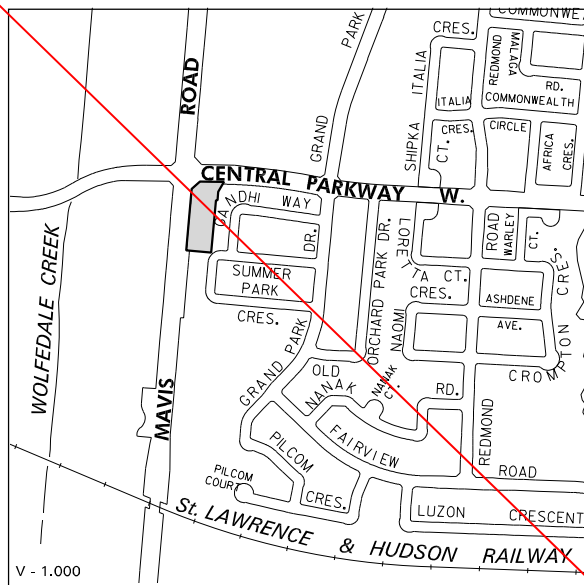 COMMONWE
CRES.
PARK
ITALIA
REDMOND
MALAGA
RD.
ROAD
ITALIA
COMMONWEALTH
GRAND
SHIPKA
CT.
CRES.
CIRCLE
AFRICA
CRES.
CENTRAL PARKWAY W.
GANDHI WAY
DR.
ORCHARD PARK DR.
LORETTA CT.
ROAD
WARLEY
CT.
CRES.
WOLFEDALE CREEK
SUMMER
PARK
CRES.
CRES.
ASHDENE
AVE.
NAOMI
CROMPTON
GRAND PARK
OLD
NANAK
RD.
NANAK
CT.
MAVIS
REDMOND
FAIRVIEW
ROAD
PILCOM
PILCOM
COURT
CRES.
LUZON CRESCENT
St. LAWRENCE & HUDSON RAILWAY
V - 1.000